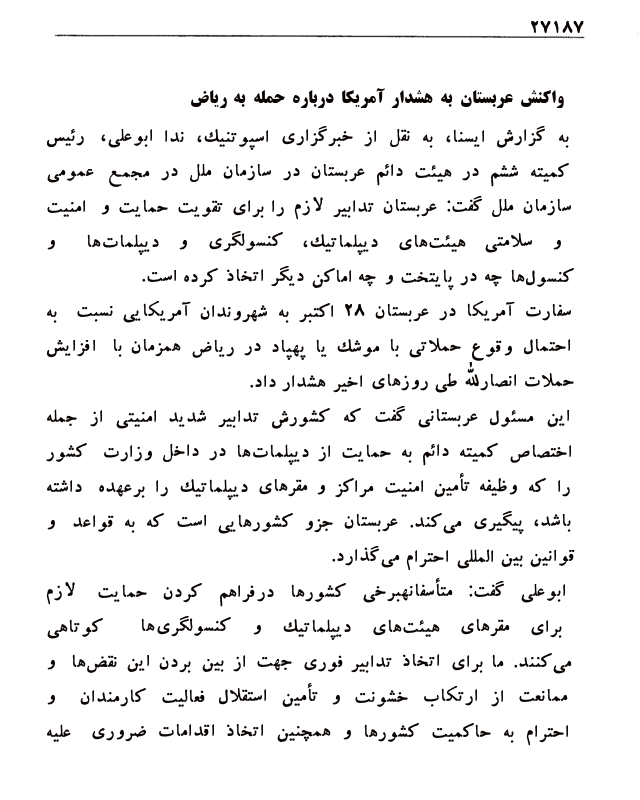 ۲۷۱۸۷
واکنش عربستان به هشدار آمریکا درباره حمله به ریاض
به گزارش ایسنا، به نقل از خبرگزاری اسپوتنیك، ندا ابوعلی، رئیس
کمیته ششم در هیئت دائم عربستان در سازمان ملل در مجمع عمومی
سازمان ملل گفت: عربستان تدابیر لازم را برای تقویت حمایت و امنیت
و سلامتی هیئت‌های دیپلماتیك، کنسولگری و دیپلمات‌ها و
کنسول‌ها چه در پایتخت و چه اماکن دیگر اتخاذ کرده است.
سفارت آمریکا در عربستان ۲۸ اکتبر به شهروندان آمریکایی نسبت به
احتمال وقوع حملاتی با موشك یا پهپاد در ریاض همزمان با افزایش
حملات انصارالله طی روزهای اخیر هشدار داد.
این مسئول عربستانی گفت که کشورش تدابیر شدید امنیتی از جمله
اختصاص کمیته دائم به حمایت از دیپلمات‌ها در داخل وزارت کشور
را که وظیفه تأمین امنیت مراکز و مقرهای دیپلماتیك را برعهده داشته
باشد، پیگیری می‌کند. عربستان جزو کشورهایی است که به قواعد و
قوانین بین المللی احترام می‌گذارد.
ابوعلی گفت: متأسفانهبرخی کشورها درفراهم کردن حمایت لازم
برای مقرهای هیئت‌های دیپلماتیك و کنسولگری‌ها کوتاهی
می‌کنند. ما برای اتخاذ تدابیر فوری جهت از بین بردن این نقض‌ها و
ممانعت از ارتکاب خشونت و تأمین استقلال فعالیت کارمندان و
احترام به حاکمیت کشورها و همچنین اتخاذ اقدامات ضروری علیه